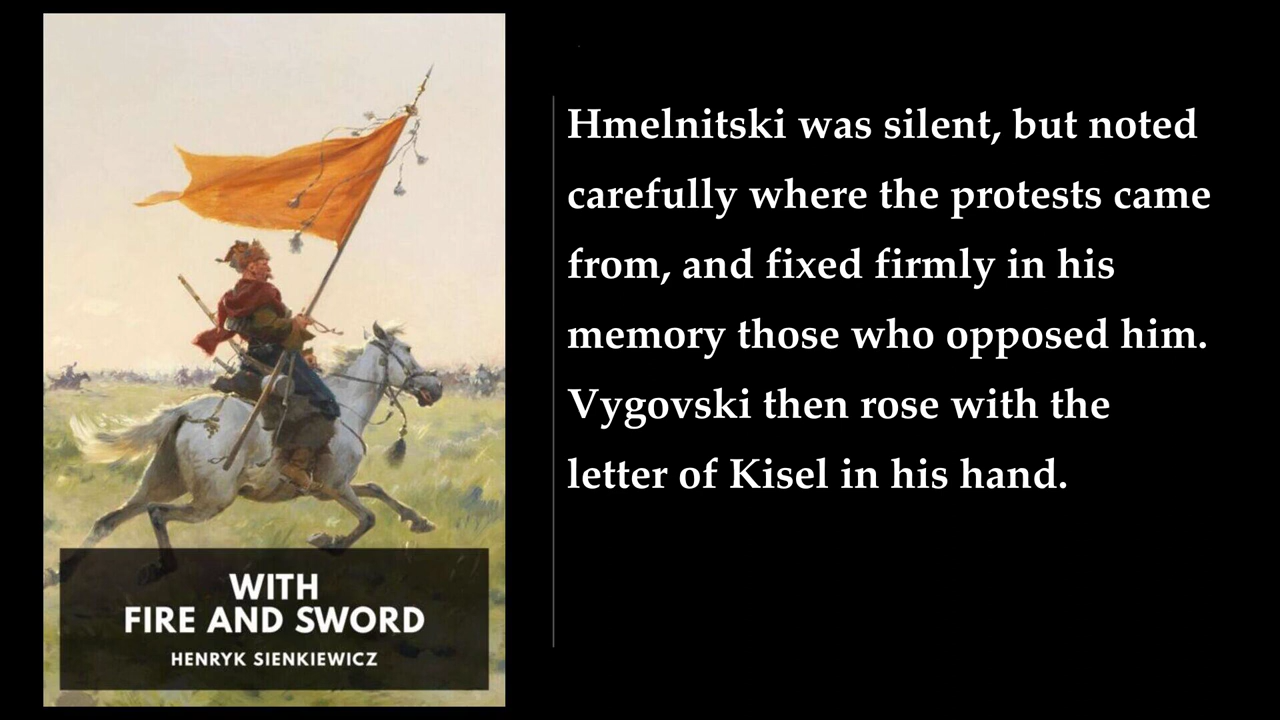 WITH
FIRE AND SWORD
HENRYK SIENKIEWICZ
Hmelnitski was silent, but noted
carefully where the protests came
from, and fixed firmly in his
memory those who opposed him.
Vygovski then rose with the
letter of Kisel in his hand.